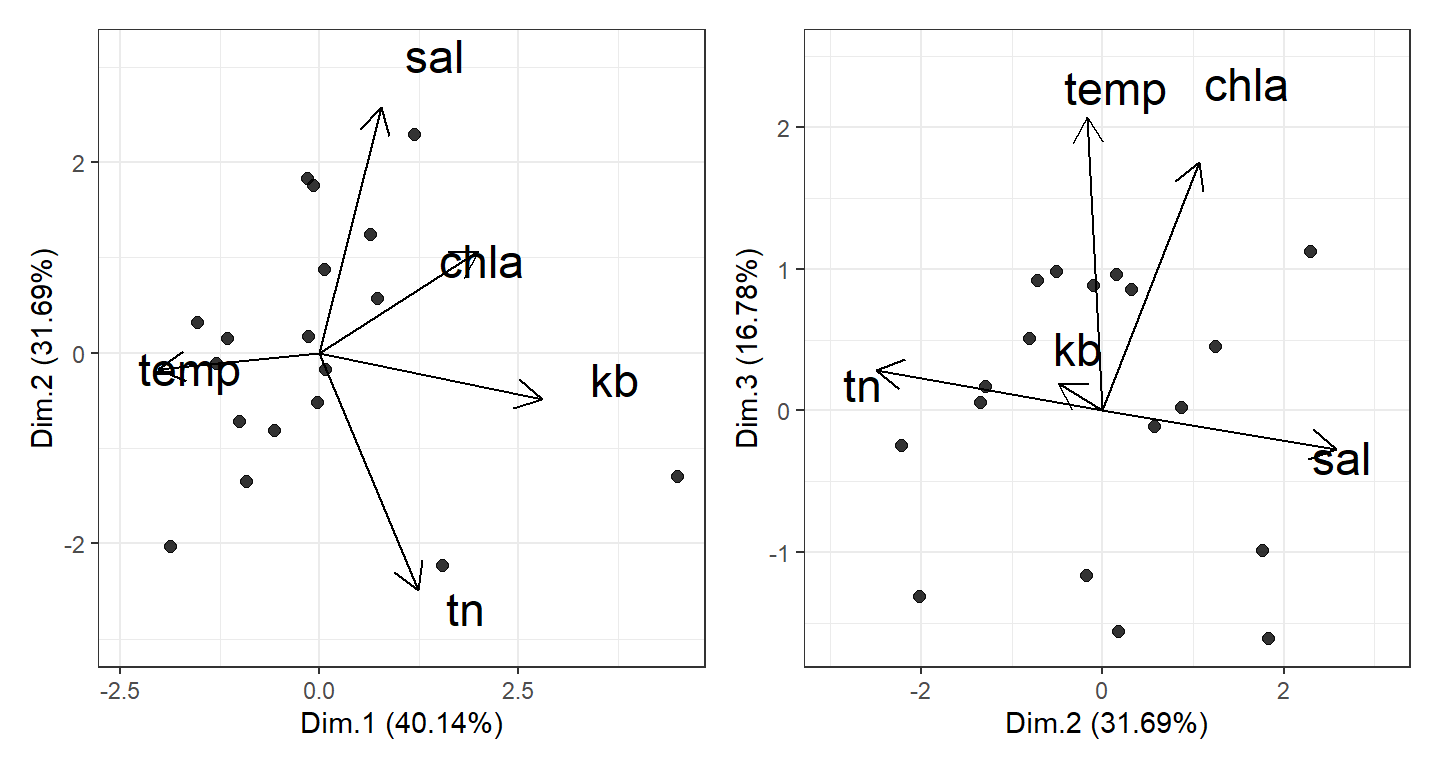 sal
chla
temp
kb
tn
2
0
-2
-2.5
0.0
2.5
Dim.2 (31.69%)
Dim.1 (40.14%)
temp
chla
kb
tn
sal
2
1
0
-1
-2
0
2
Dim.3 (16.78%)
Dim.2 (31.69%)